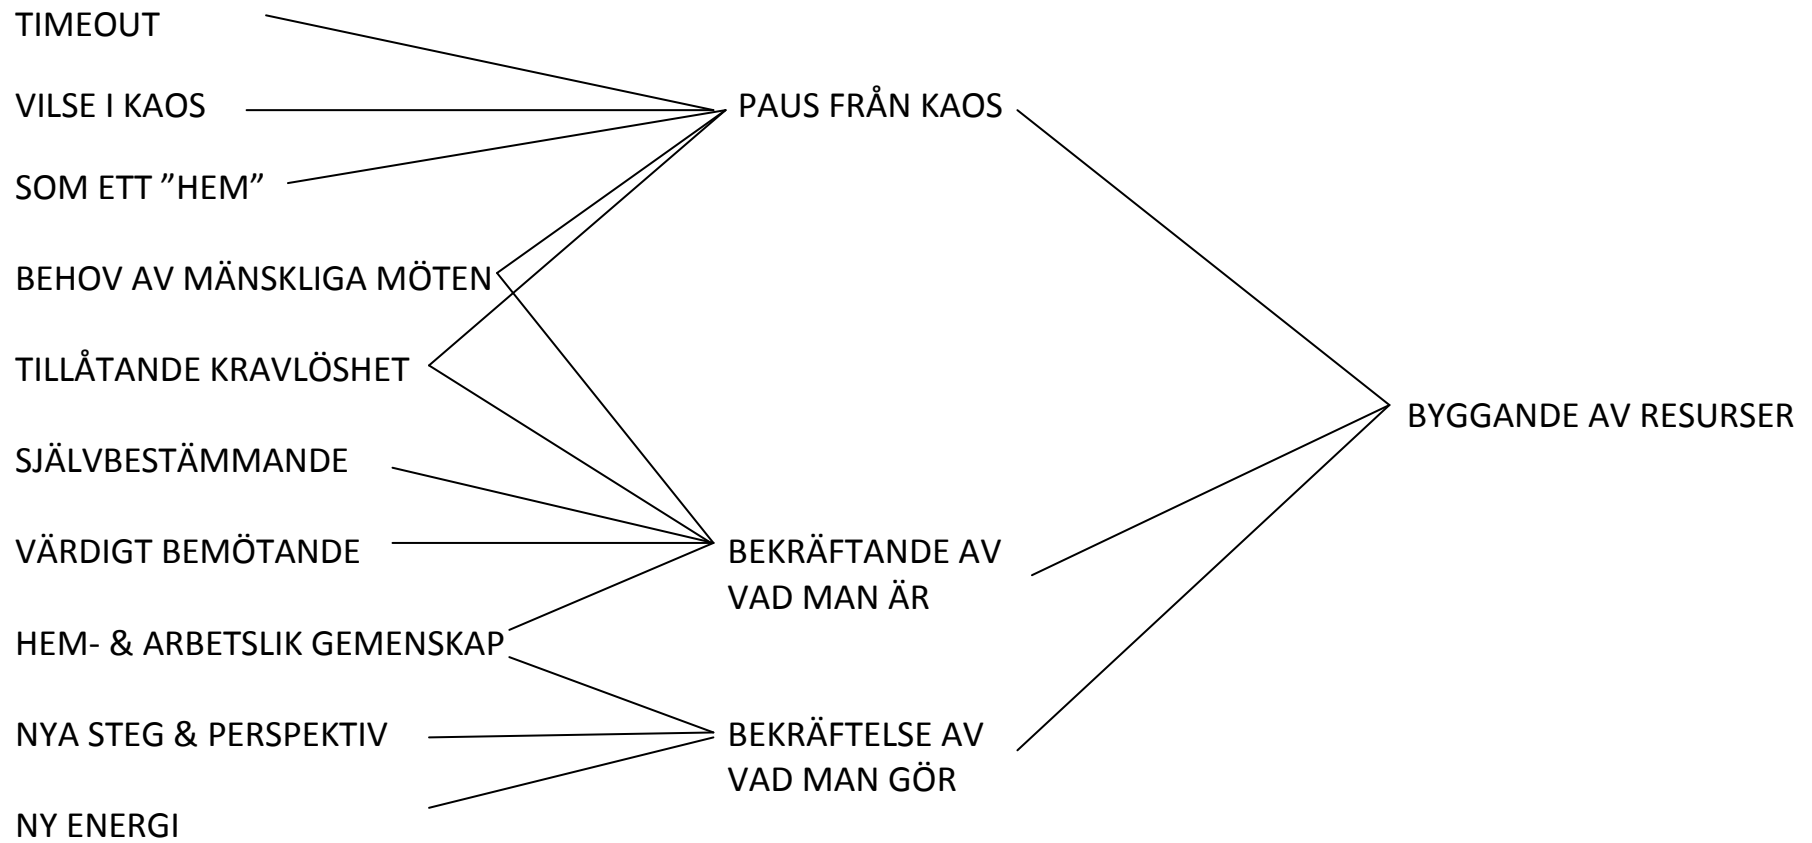 TIMEOUT
VILSE I KAOS
PAUS FRÅN KAOS
SOM ETT ”HEM”
BEHOV AV MÄNSKLIGA MÖTEN
TILLÅTANDE KRAVLÖSHET
BYGGANDE AV RESURSER
SJÄLVBESTÄMMANDE
VÄRDIGT BEMÖTANDE
BEKRÄFTANDE AV
VAD MAN ÄR
HEM- & ARBETSLIK GEMENSKAP
NYA STEG & PERSPEKTIV
BEKRÄFTELSE AV
VAD MAN GÖR
NY ENERGI